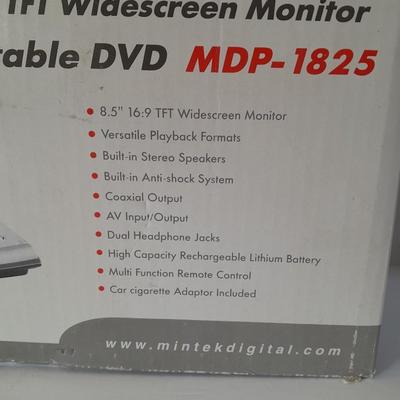 TFT Widescreen Monitor
table DVD MDP-1825
• 8.5" 16:9 TFT Widescreen Monitor
• Versatile Playback Formats
• Built-in Stereo Speakers
• Built-in Anti-shock System
• Coaxial Output
• AV Input/Output
• Dual Headphone Jacks
• High Capacity Rechargeable Lithium Battery
• Multi Function Remote Control
• Car cigarette Adaptor Included
www.mintekdigital.com